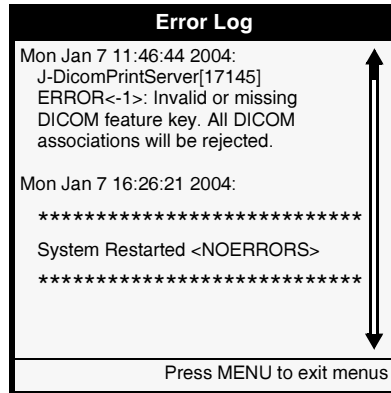 Error Log
Mon Jan 7 11:46:44 2004:
J-DicomPrintServer[17145]
ERROR<-1>: Invalid or missing
DICOM feature key. All DICOM
associations will be rejected.
Mon Jan 7 16:26:21 2004:
****************************
System Restarted <NOERRORS>
****************************
Press MENU to exit menus